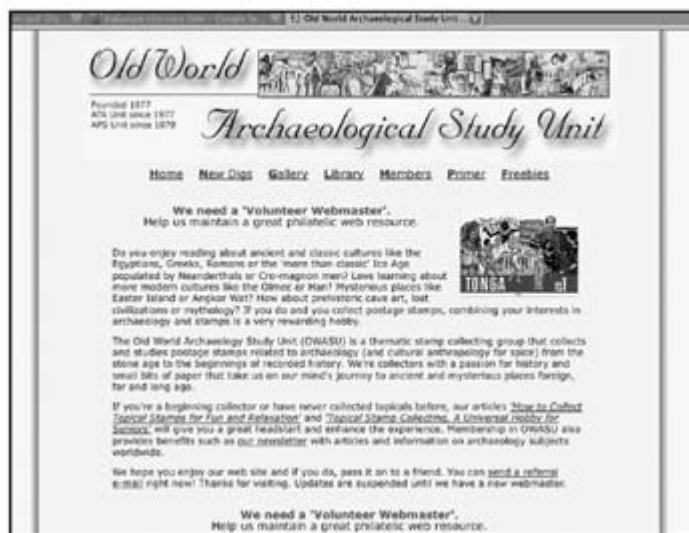 Old World Archaeological Study Unit...
Old World
Founded 1977
ATA Unit since 1977
APS Unit since 1979
Archaeological Study Unit
Home New Digs Gallery Library Members Primer Freebies
We need a 'Volunteer Webmaster'.
Help us maintain a great philatelic web resource.
TONGA
Do you enjoy reading about ancient and classic cultures like the
Egyptians, Greeks, Romans or the 'more than classic' Ice Age
populated by Neanderthals or Cro-magnon men? Love learning about
more modern cultures like the Olmec or Han? Mysterious places like
Easter Island or Angkor Wat? How about prehistoric cave art, lost
civilizations or mythology? If you do and you collect postage stamps, combining your interests in
archaeology and stamps is a very rewarding hobby.
The Old World Archaeology Study Unit (OWASU) is a thematic stamp collecting group that collects
and studies postage stamps related to archaeology (and cultural anthropology for spice) from the
stone age to the beginnings of recorded history. We're collectors with a passion for history and
small bits of paper that take us on our mind's journey to ancient and mysterious places foreign,
far and long ago.
If you're a beginning collector or have never collected topicals before, our articles 'How to Collect
Topical Stamps for Fun and Relaxation' and 'Topical Stamp Collecting, A Universal Hobby for
Seniors' will give you a great headstart and enhance the experience. Membership in OWASU also
provides benefits such as our newsletter with articles and information on archaeology subjects
worldwide.
We hope you enjoy our web site and if you do, pass it on to a friend. You can send a referral
e-mail right now! Thanks for visiting. Updates are suspended until we have a new webmaster.
We need a 'Volunteer Webmaster'.
Help us maintain a great philatelic web resource.